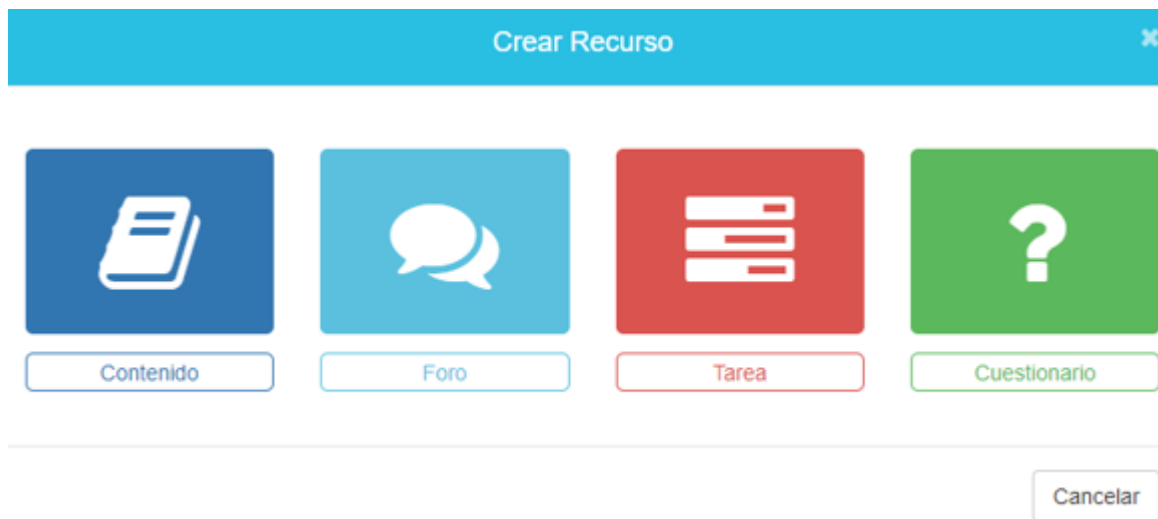 Crear Recurso
Contenido
Foro
Tarea
Cuestionario
Cancelar